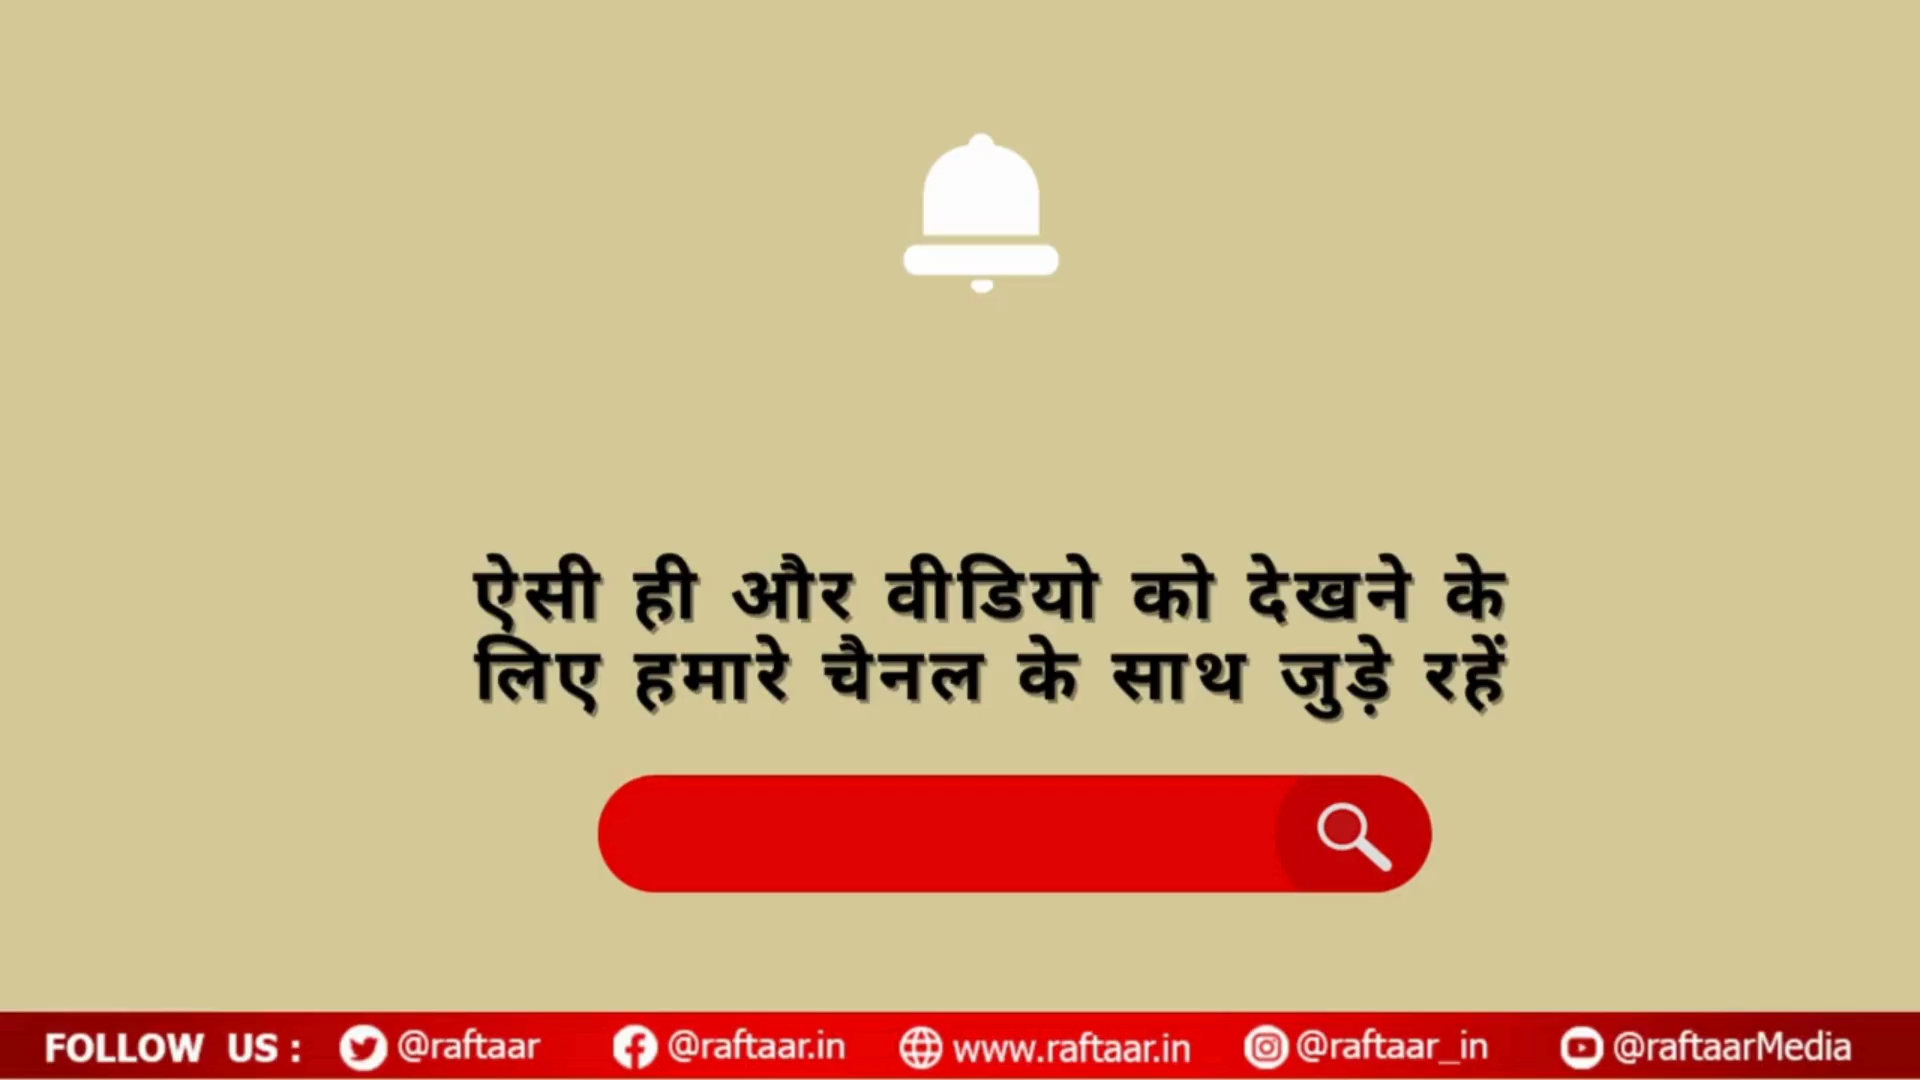 ऐसी ही और वीडियो को देखने के
लिए हमारे चैनल के साथ जुड़े रहें
FOLLOW US : @raftaar @raftaar.in www.raftaar.in @raftaar_in @raftaarMedia